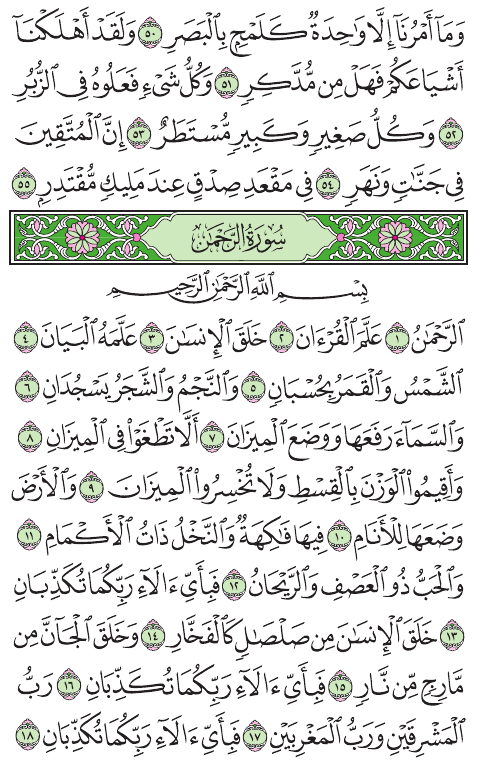 وَمَآ أَمْرُنَآ إِلَّا وَٰحِدَةٌ كَلَمْحٍۭ بِٱلْبَصَرِ ٥٠ وَلَقَدْ أَهْلَكْنَآ
أَشْيَاعَكُمْ فَهَلْ مِن مُّدَّكِرٍ ٥١ وَكُلُّ شَىْءٍ فَعَلُوهُ فِى ٱلزُّبُرِ
٥٢ وَكُلُّ صَغِيرٍ وَكَبِيرٍ مُّسْتَطَرٌ ٥٣ إِنَّ ٱلْمُتَّقِينَ
فِى جَنَّٰتٍ وَنَهَرٍ ٥٤ فِى مَقْعَدِ صِدْقٍ عِندَ مَلِيكٍ مُّقْتَدِرٍۭ ٥٥
سُورَةُ الرَّحْمَٰن
بِسْمِ ٱللَّهِ ٱلرَّحْمَٰنِ ٱلرَّحِيمِ
ٱلرَّحْمَٰنُ ١ عَلَّمَ ٱلْقُرْءَانَ ٢ خَلَقَ ٱلْإِنسَٰنَ ٣ عَلَّمَهُ ٱلْبَيَانَ ٤
ٱلشَّمْسُ وَٱلْقَمَرُ بِحُسْبَانٍ ٥ وَٱلنَّجْمُ وَٱلشَّجَرُ يَسْجُدَانِ ٦
وَٱلسَّمَآءَ رَفَعَهَا وَوَضَعَ ٱلْمِيزَانَ ٧ أَلَّا تَطْغَوْا۟ فِى ٱلْمِيزَانِ ٨
وَأَقِيمُوا۟ ٱلْوَزْنَ بِٱلْقِسْطِ وَلَا تُخْسِرُوا۟ ٱلْمِيزَانَ ٩ وَٱلْأَرْضَ
وَضَعَهَا لِلْأَنَامِ ١٠ فِيهَا فَٰكِهَةٌ وَٱلنَّخْلُ ذَاتُ ٱلْأَكْمَامِ ١١
وَٱلْحَبُّ ذُو ٱلْعَصْفِ وَٱلرَّيْحَانُ ١٢ فَبِأَىِّ ءَالَآءِ رَبِّكُمَا تُكَذِّبَانِ
١٣ خَلَقَ ٱلْإِنسَٰنَ مِن صَلْصَٰلٍ كَٱلْفَخَّارِ ١٤ وَخَلَقَ ٱلْجَآنَّ مِن
مَّارِجٍ مِّن نَّارٍ ١٥ فَبِأَىِّ ءَالَآءِ رَبِّكُمَا تُكَذِّبَانِ ١٦ رَبُّ
ٱلْمَشْرِقَيْنِ وَرَبُّ ٱلْمَغْرِبَيْنِ ١٧ فَبِأَىِّ ءَالَآءِ رَبِّكُمَا تُكَذِّبَانِ ١٨